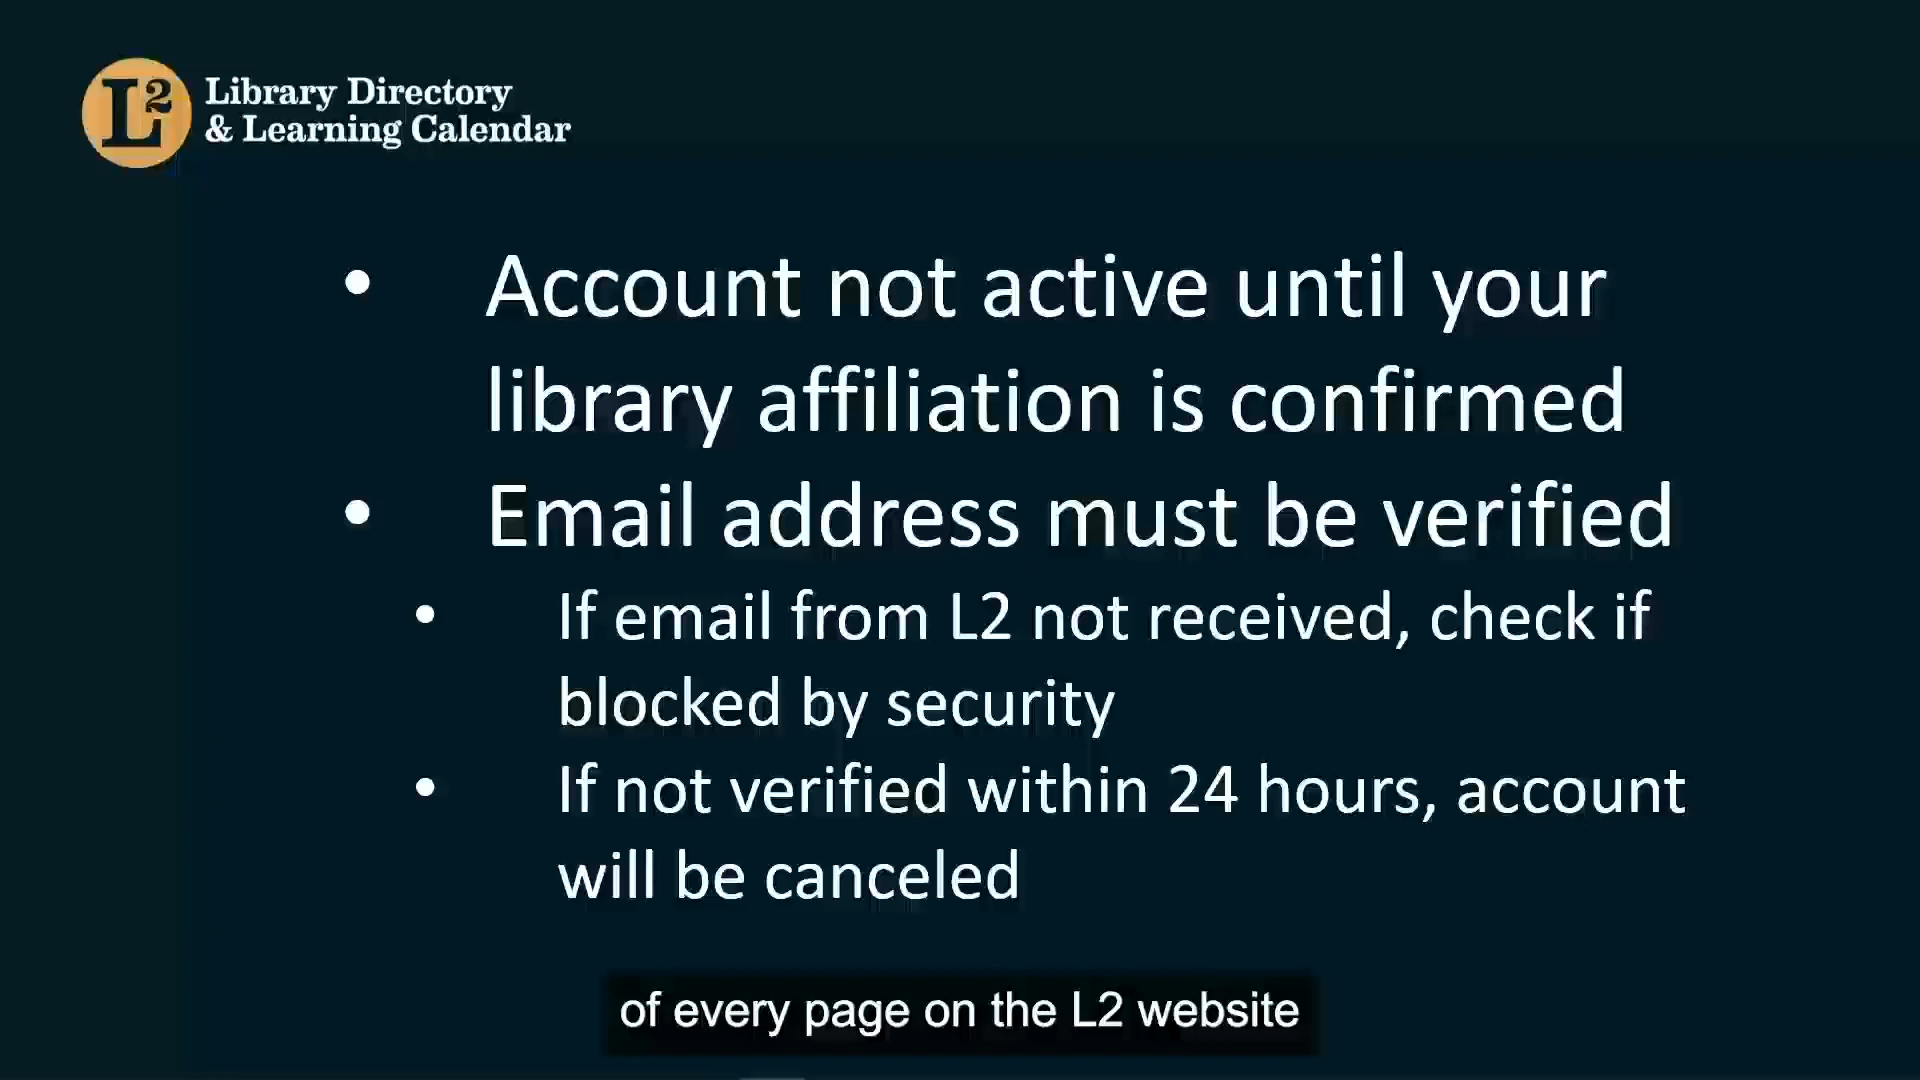 L2
Library Directory
& Learning Calendar
• Account not active until your
library affiliation is confirmed
• Email address must be verified
• If email from L2 not received, check if
blocked by security
• If not verified within 24 hours, account
will be canceled
of every page on the L2 website